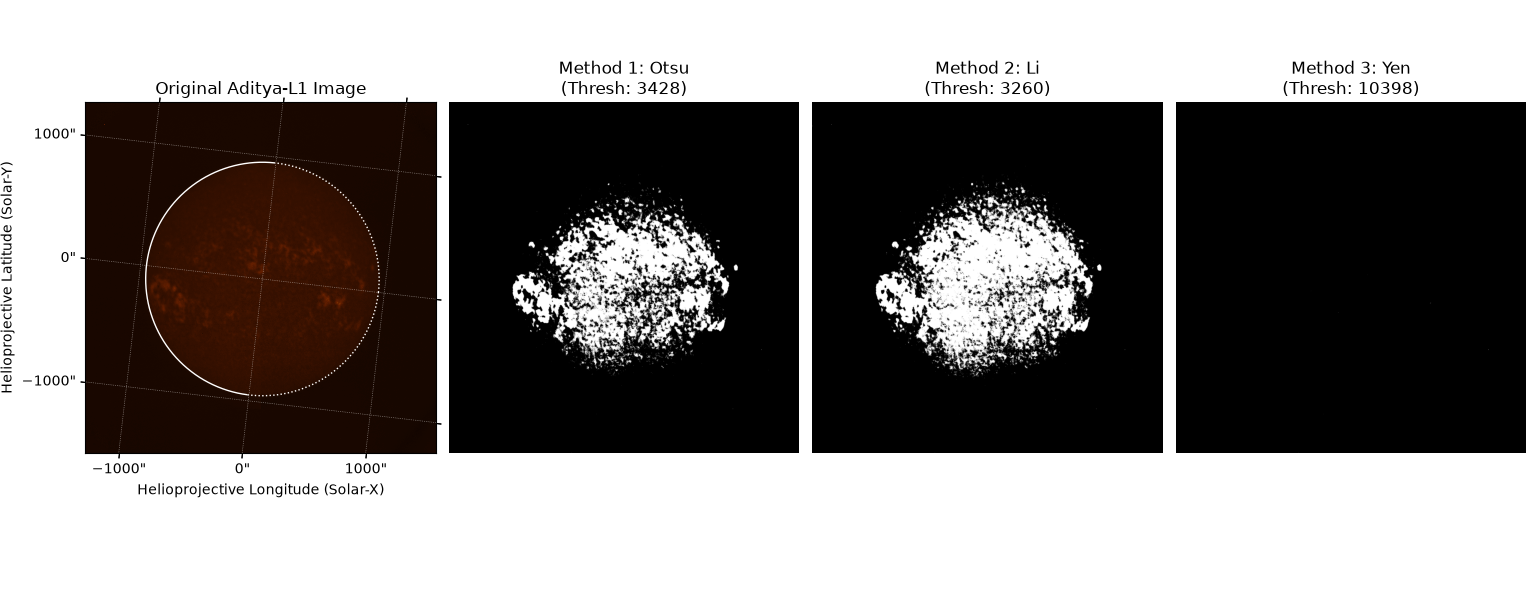 Original Aditya-L1 Image
Method 1: Otsu
(Thresh: 3428)
Method 2: Li
(Thresh: 3260)
Method 3: Yen
(Thresh: 10398)
Helioprojective Latitude (Solar-Y)
1000"
0"
−1000"
−1000"
0"
1000"
Helioprojective Longitude (Solar-X)